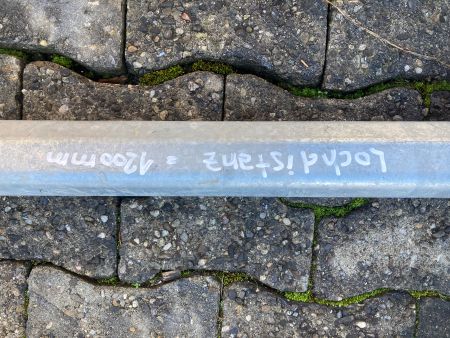 Lochdistanz = 1200mm